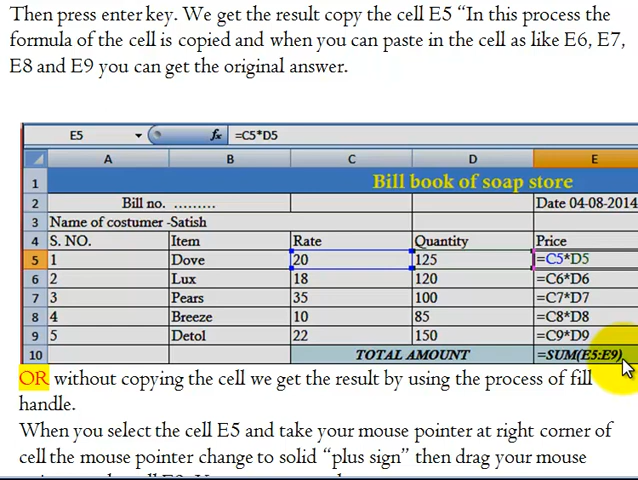 Then press enter key. We get the result copy the cell E5 “In this process the
formula of the cell is copied and when you can paste in the cell as like E6, E7,
E8 and E9 you can get the original answer.
E5 fx =C5*D5
A B C D E
1 Bill book of soap store
2 Bill no. ......... Date 04-08-2014
3 Name of costumer -Satish
4 S. NO. Item Rate Quantity Price
5 1 Dove 20 125 =C5*D5
6 2 Lux 18 120 =C6*D6
7 3 Pears 35 100 =C7*D7
8 4 Breeze 10 85 =C8*D8
9 5 Detol 22 150 =C9*D9
10 TOTAL AMOUNT =SUM(E5:E9)
OR without copying the cell we get the result by using the process of fill
handle.
When you select the cell E5 and take your mouse pointer at right corner of
cell the mouse pointer change to solid “plus sign” then drag your mouse